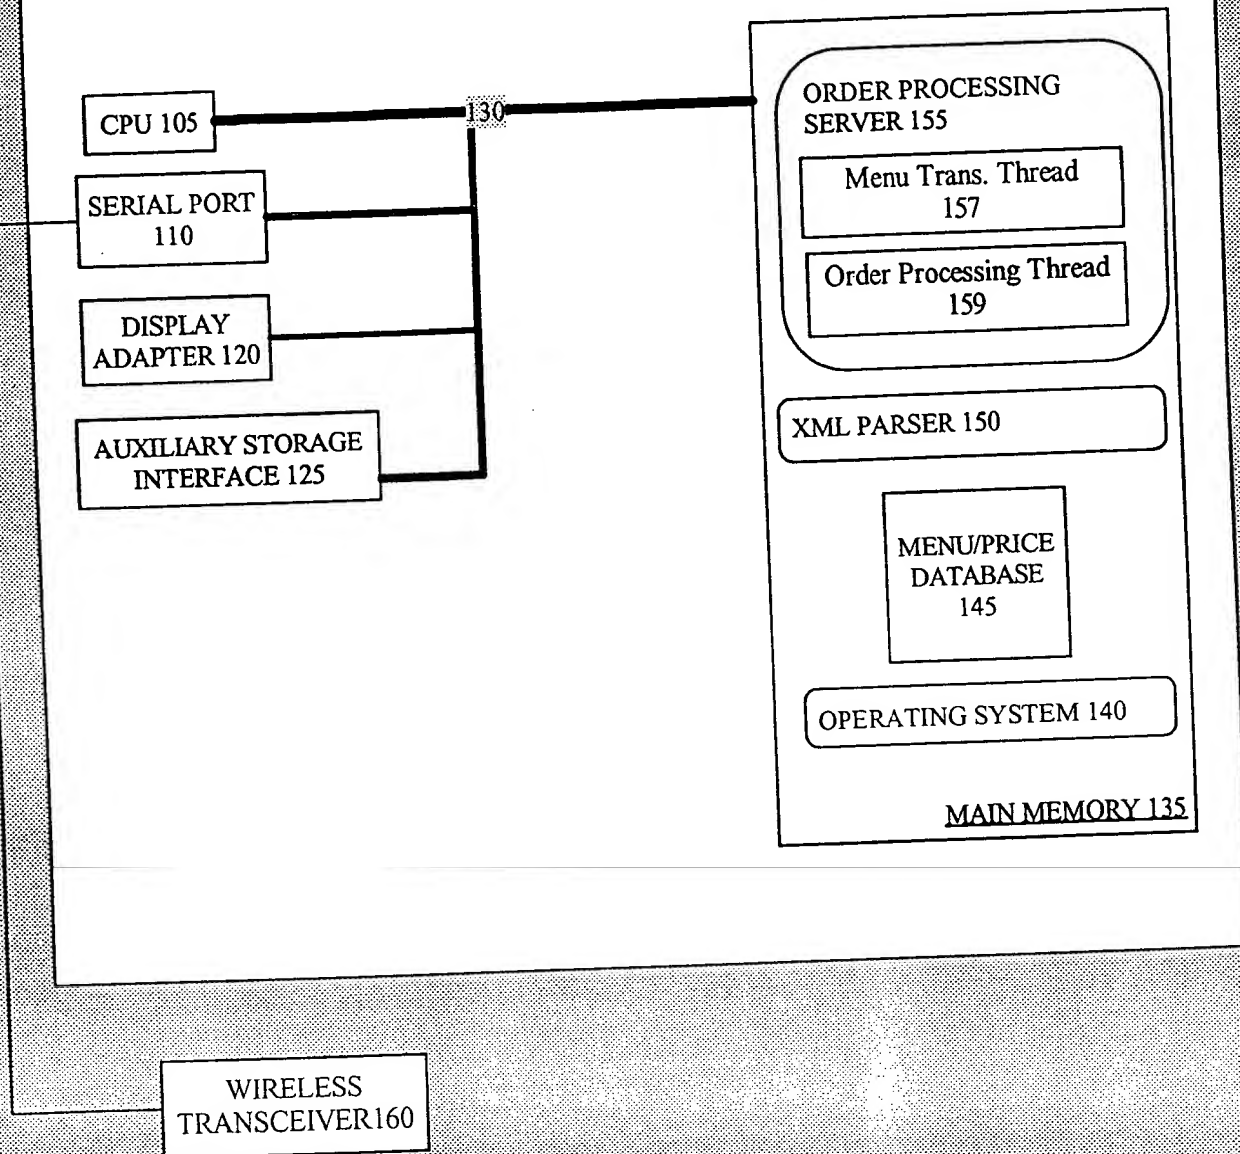 CPU 105
130
SERIAL PORT
110
DISPLAY
ADAPTER 120
AUXILIARY STORAGE
INTERFACE 125
ORDER PROCESSING
SERVER 155
Menu Trans. Thread
157
Order Processing Thread
159
XML PARSER 150
MENU/PRICE
DATABASE
145
OPERATING SYSTEM 140
MAIN MEMORY 135
WIRELESS
TRANSCEIVER160